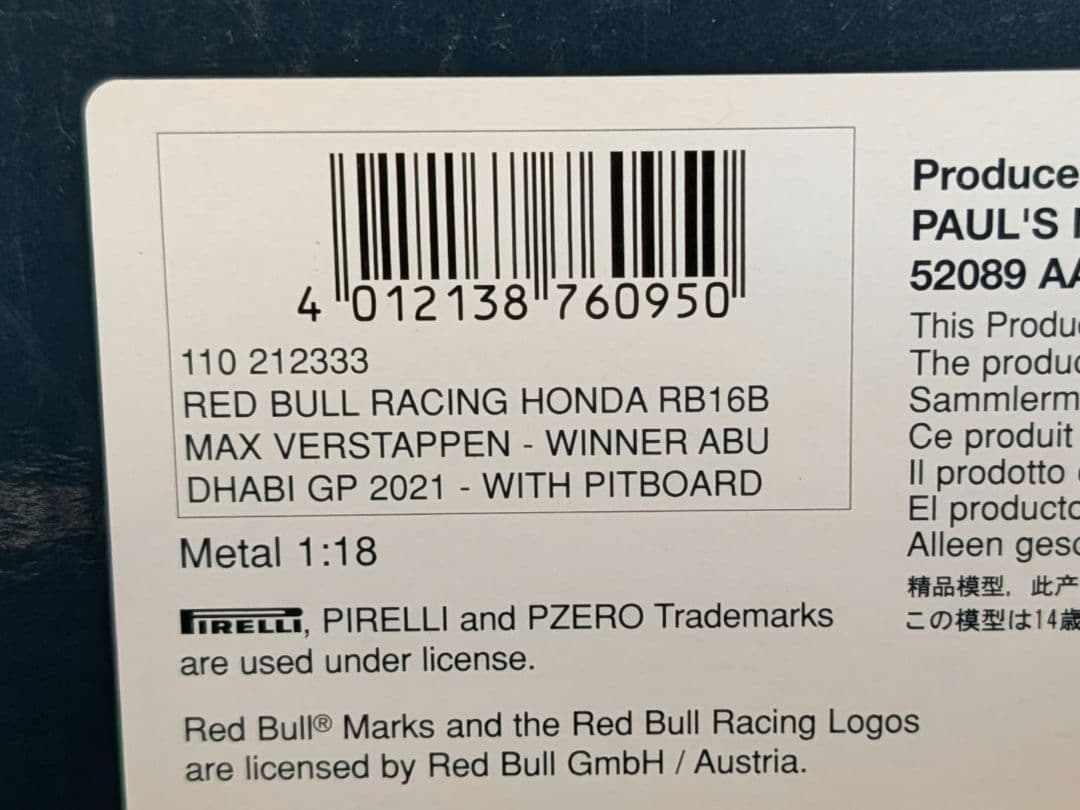 4 012138 760950
110 212333
RED BULL RACING HONDA RB16B
MAX VERSTAPPEN - WINNER ABU
DHABI GP 2021 - WITH PITBOARD
Metal 1:18
PIRELLI, PIRELLI and PZERO Trademarks
are used under license.
Red Bull® Marks and the Red Bull Racing Logos
are licensed by Red Bull GmbH / Austria.
Produce
PAUL'S
52089 AA
This Produ
The produc
Sammlerm
Ce produit
Il prodotto
El producto
Alleen gesc
精品模型，此产
この模型は14歳